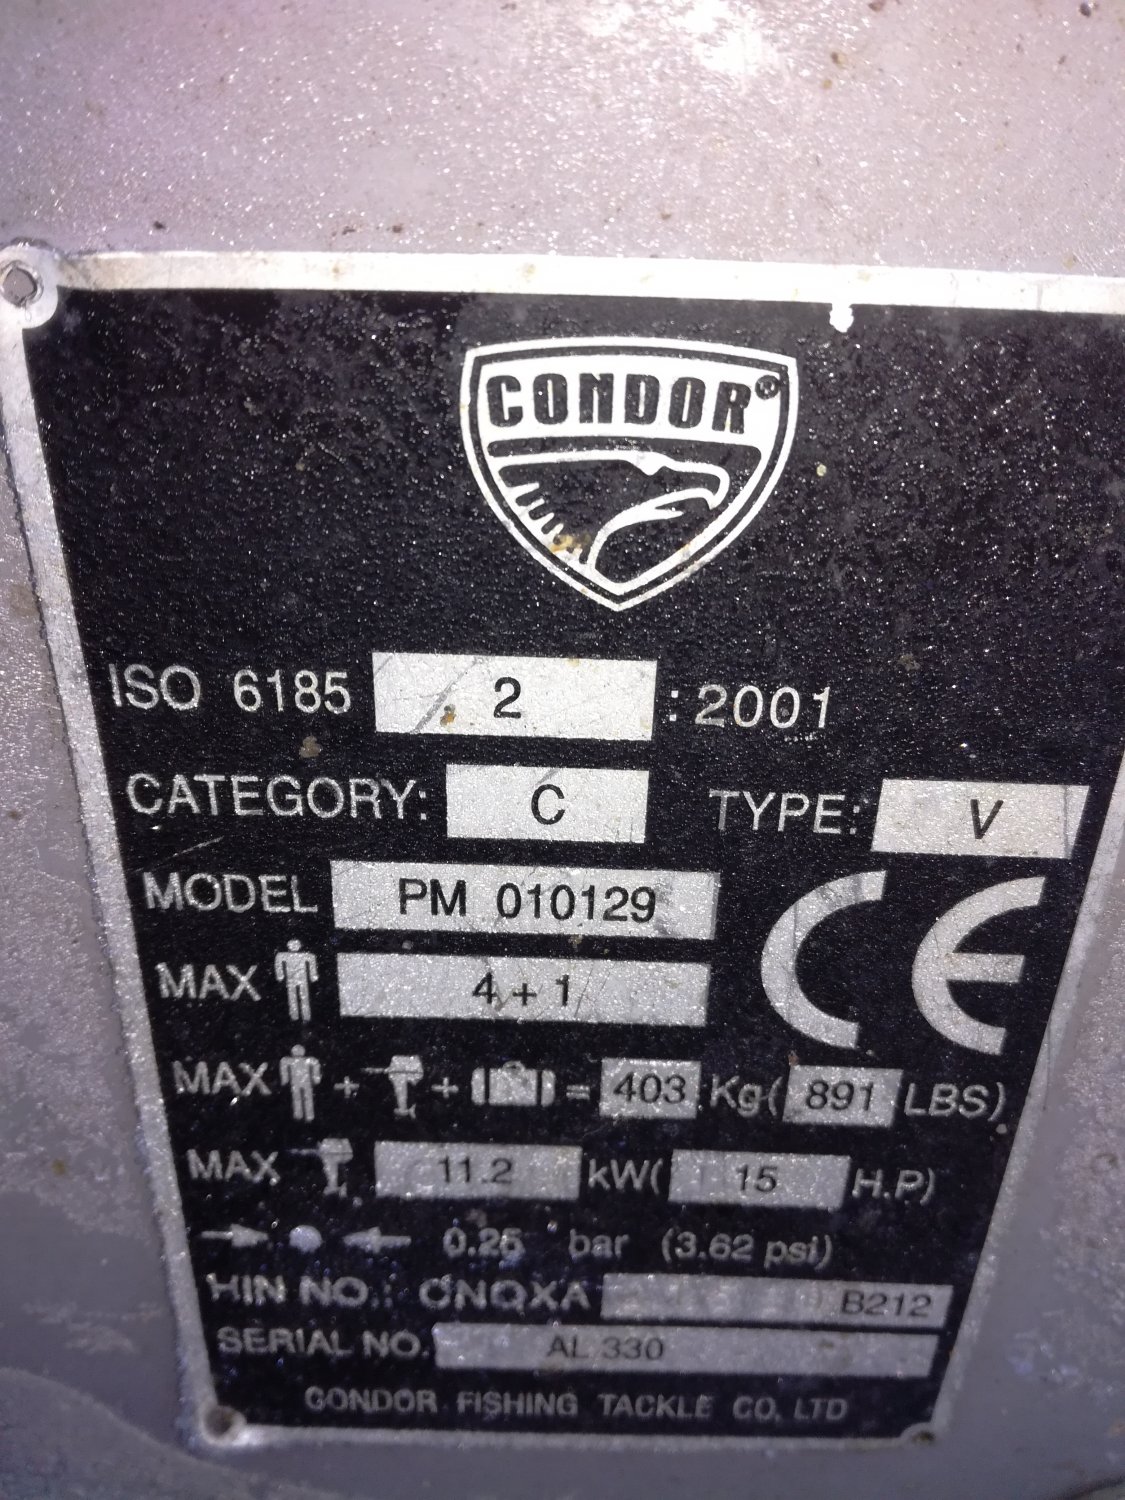 CONDOR®
ISO 6185 2 : 2001
CATEGORY: C TYPE: V
MODEL PM 010129
MAX 4 + 1
CE
MAX + + = 403 Kg( 891 LBS)
MAX 11.2 kW( 15 H.P)
0.25 bar (3.62 psi)
HIN NO.: CNQXA B212
SERIAL NO. AL 330
CONDOR FISHING TACKLE CO. LTD